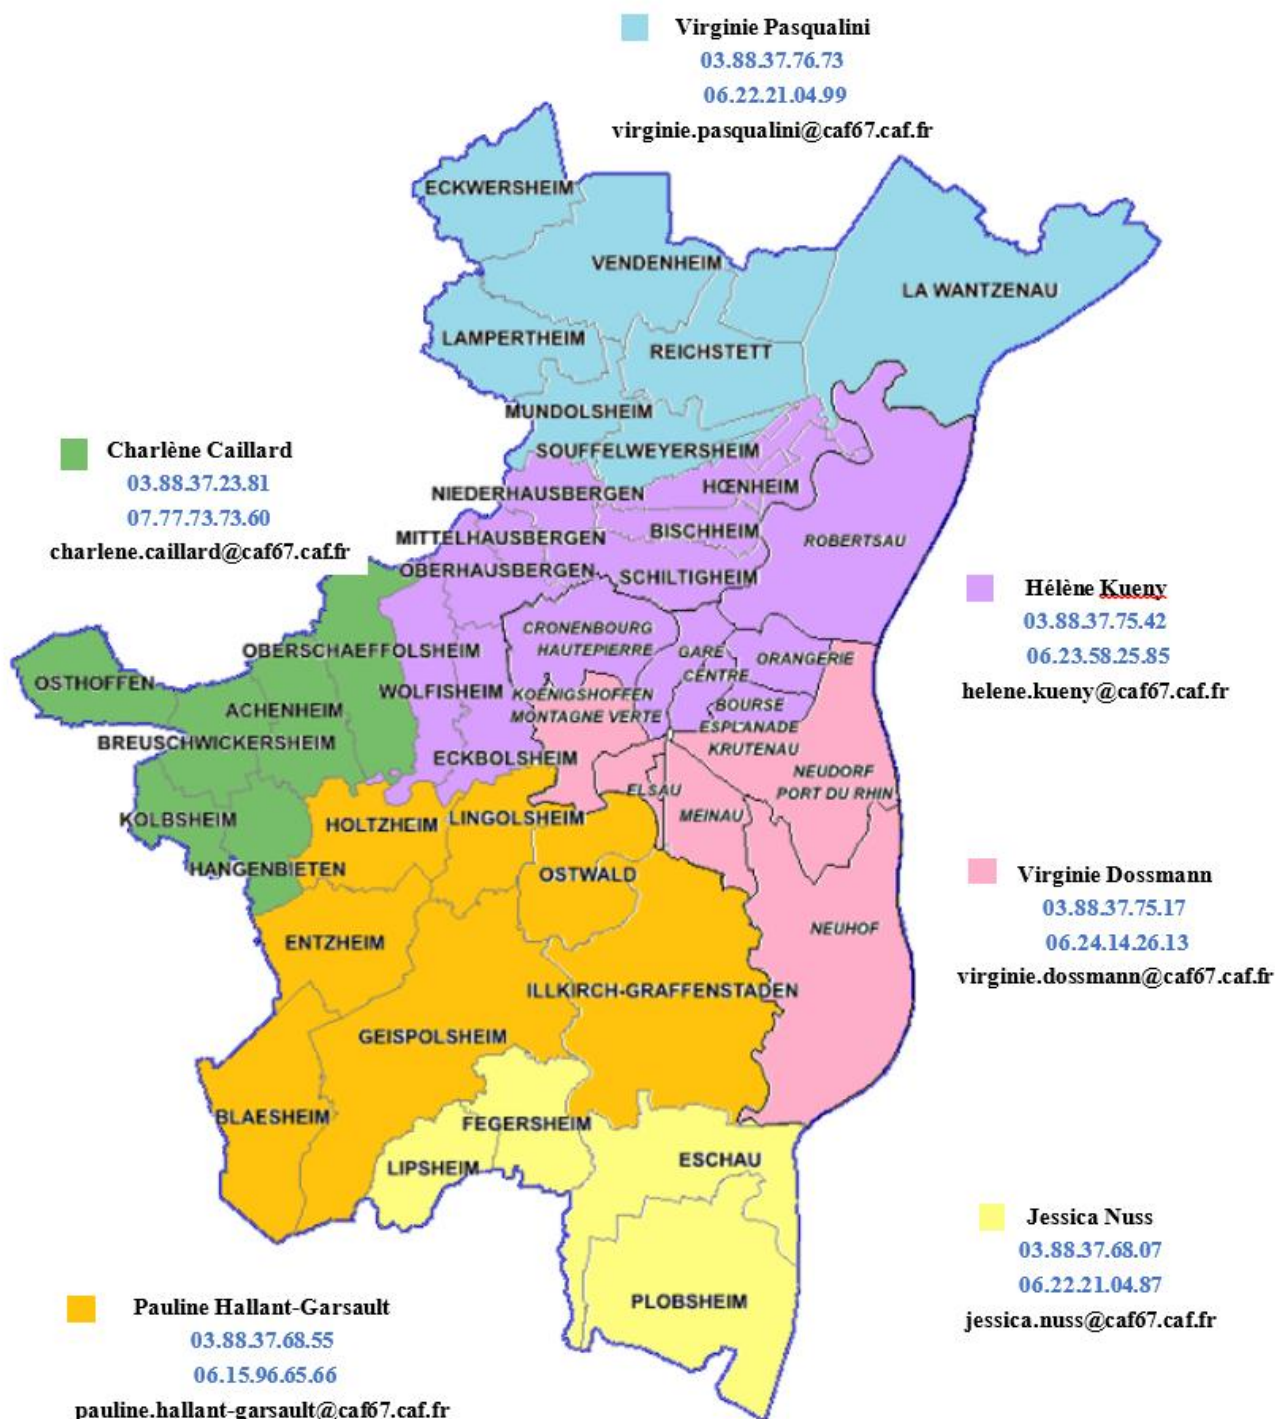 Virginie Pasqualini
03.88.37.76.73
06.22.21.04.99
virginie.pasqualini@caf67.caf.fr
ECKWERSHEIM
VENDENHEIM
LA WANTZENAU
LAMPERTHEIM
REICHSTETT
MUNDOLSHEIM
SOUFFELWEYERSHEIM
Charlène Caillard
03.88.37.23.81
07.77.73.73.60
charlene.caillard@caf67.caf.fr
NIEDERHAUSBERGEN
HŒNHEIM
MITTELHAUSBERGEN
BISCHHEIM
ROBERTSAU
OBERHAUSBERGEN
SCHILTIGHEIM
Hélène Kueny
03.88.37.75.42
06.23.58.25.85
helene.kueny@caf67.caf.fr
CRONENBOURG
HAUTEPIERRE
GARE
CENTRE
ORANGERIE
OBERSCHAEFFOLSHEIM
OSTHOFFEN
WOLFISHEIM
KOENIGSHOFFEN
MONTAGNE VERTE
BOURSE
ESPLANADE
KRUTENAU
ACHENHEIM
BREUSCHWICKERSHEIM
ECKBOLSHEIM
NEUDORF
PORT DU RHIN
ELSAU
MEINAU
KOLBSHEIM
HOLTZHEIM
LINGOLSHEIM
HANGENBIETEN
OSTWALD
Virginie Dossmann
03.88.37.75.17
06.24.14.26.13
virginie.dossmann@caf67.caf.fr
ENTZHEIM
NEUHOF
ILLKIRCH-GRAFFENSTADEN
GEISPOLSHEIM
BLAESHEIM
FEGERSHEIM
LIPSHEIM
ESCHAU
Jessica Nuss
03.88.37.68.07
06.22.21.04.87
jessica.nuss@caf67.caf.fr
PLOBSHEIM
Pauline Hallant-Garsault
03.88.37.68.55
06.15.96.65.66
pauline.hallant-garsault@caf67.caf.fr